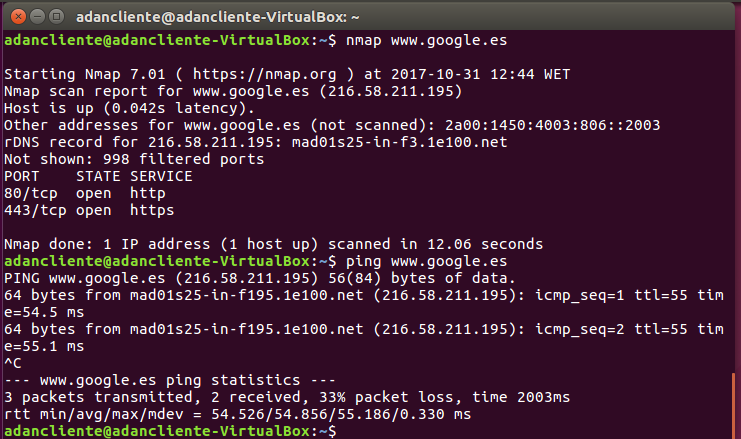 adancliente@adancliente-VirtualBox: ~
adancliente@adancliente-VirtualBox:~$ nmap www.google.es
Starting Nmap 7.01 ( https://nmap.org ) at 2017-10-31 12:44 WET
Nmap scan report for www.google.es (216.58.211.195)
Host is up (0.042s latency).
Other addresses for www.google.es (not scanned): 2a00:1450:4003:806::2003
rDNS record for 216.58.211.195: mad01s25-in-f3.1e100.net
Not shown: 998 filtered ports
PORT    STATE SERVICE
80/tcp  open  http
443/tcp open  https
Nmap done: 1 IP address (1 host up) scanned in 12.06 seconds
adancliente@adancliente-VirtualBox:~$ ping www.google.es
PING www.google.es (216.58.211.195) 56(84) bytes of data.
64 bytes from mad01s25-in-f195.1e100.net (216.58.211.195): icmp_seq=1 ttl=55 tim
e=54.5 ms
64 bytes from mad01s25-in-f195.1e100.net (216.58.211.195): icmp_seq=2 ttl=55 tim
e=55.1 ms
^C
--- www.google.es ping statistics ---
3 packets transmitted, 2 received, 33% packet loss, time 2003ms
rtt min/avg/max/mdev = 54.526/54.856/55.186/0.330 ms
adancliente@adancliente-VirtualBox:~$